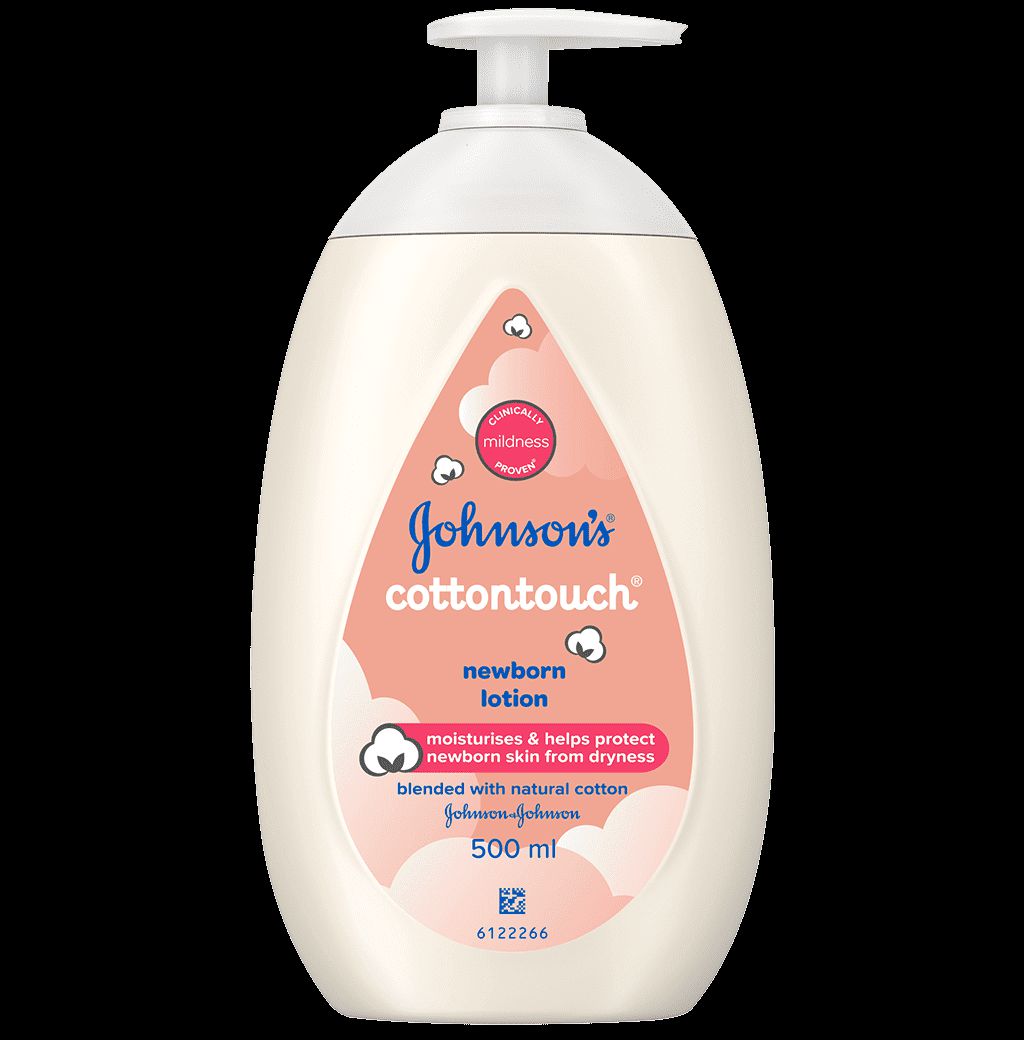 CLINICALLY
mildness
PROVEN®
Johnson's®
cottontouch®
newborn
lotion
moisturises & helps protect
newborn skin from dryness
blended with natural cotton
Johnson & Johnson
500 ml
6122266